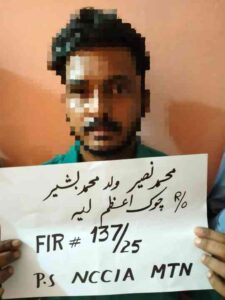 محمد نصیر ولد محمد بشیر
R/O چوک اعظم لیہ
FIR # 137/25
P.S NCCIA MTN